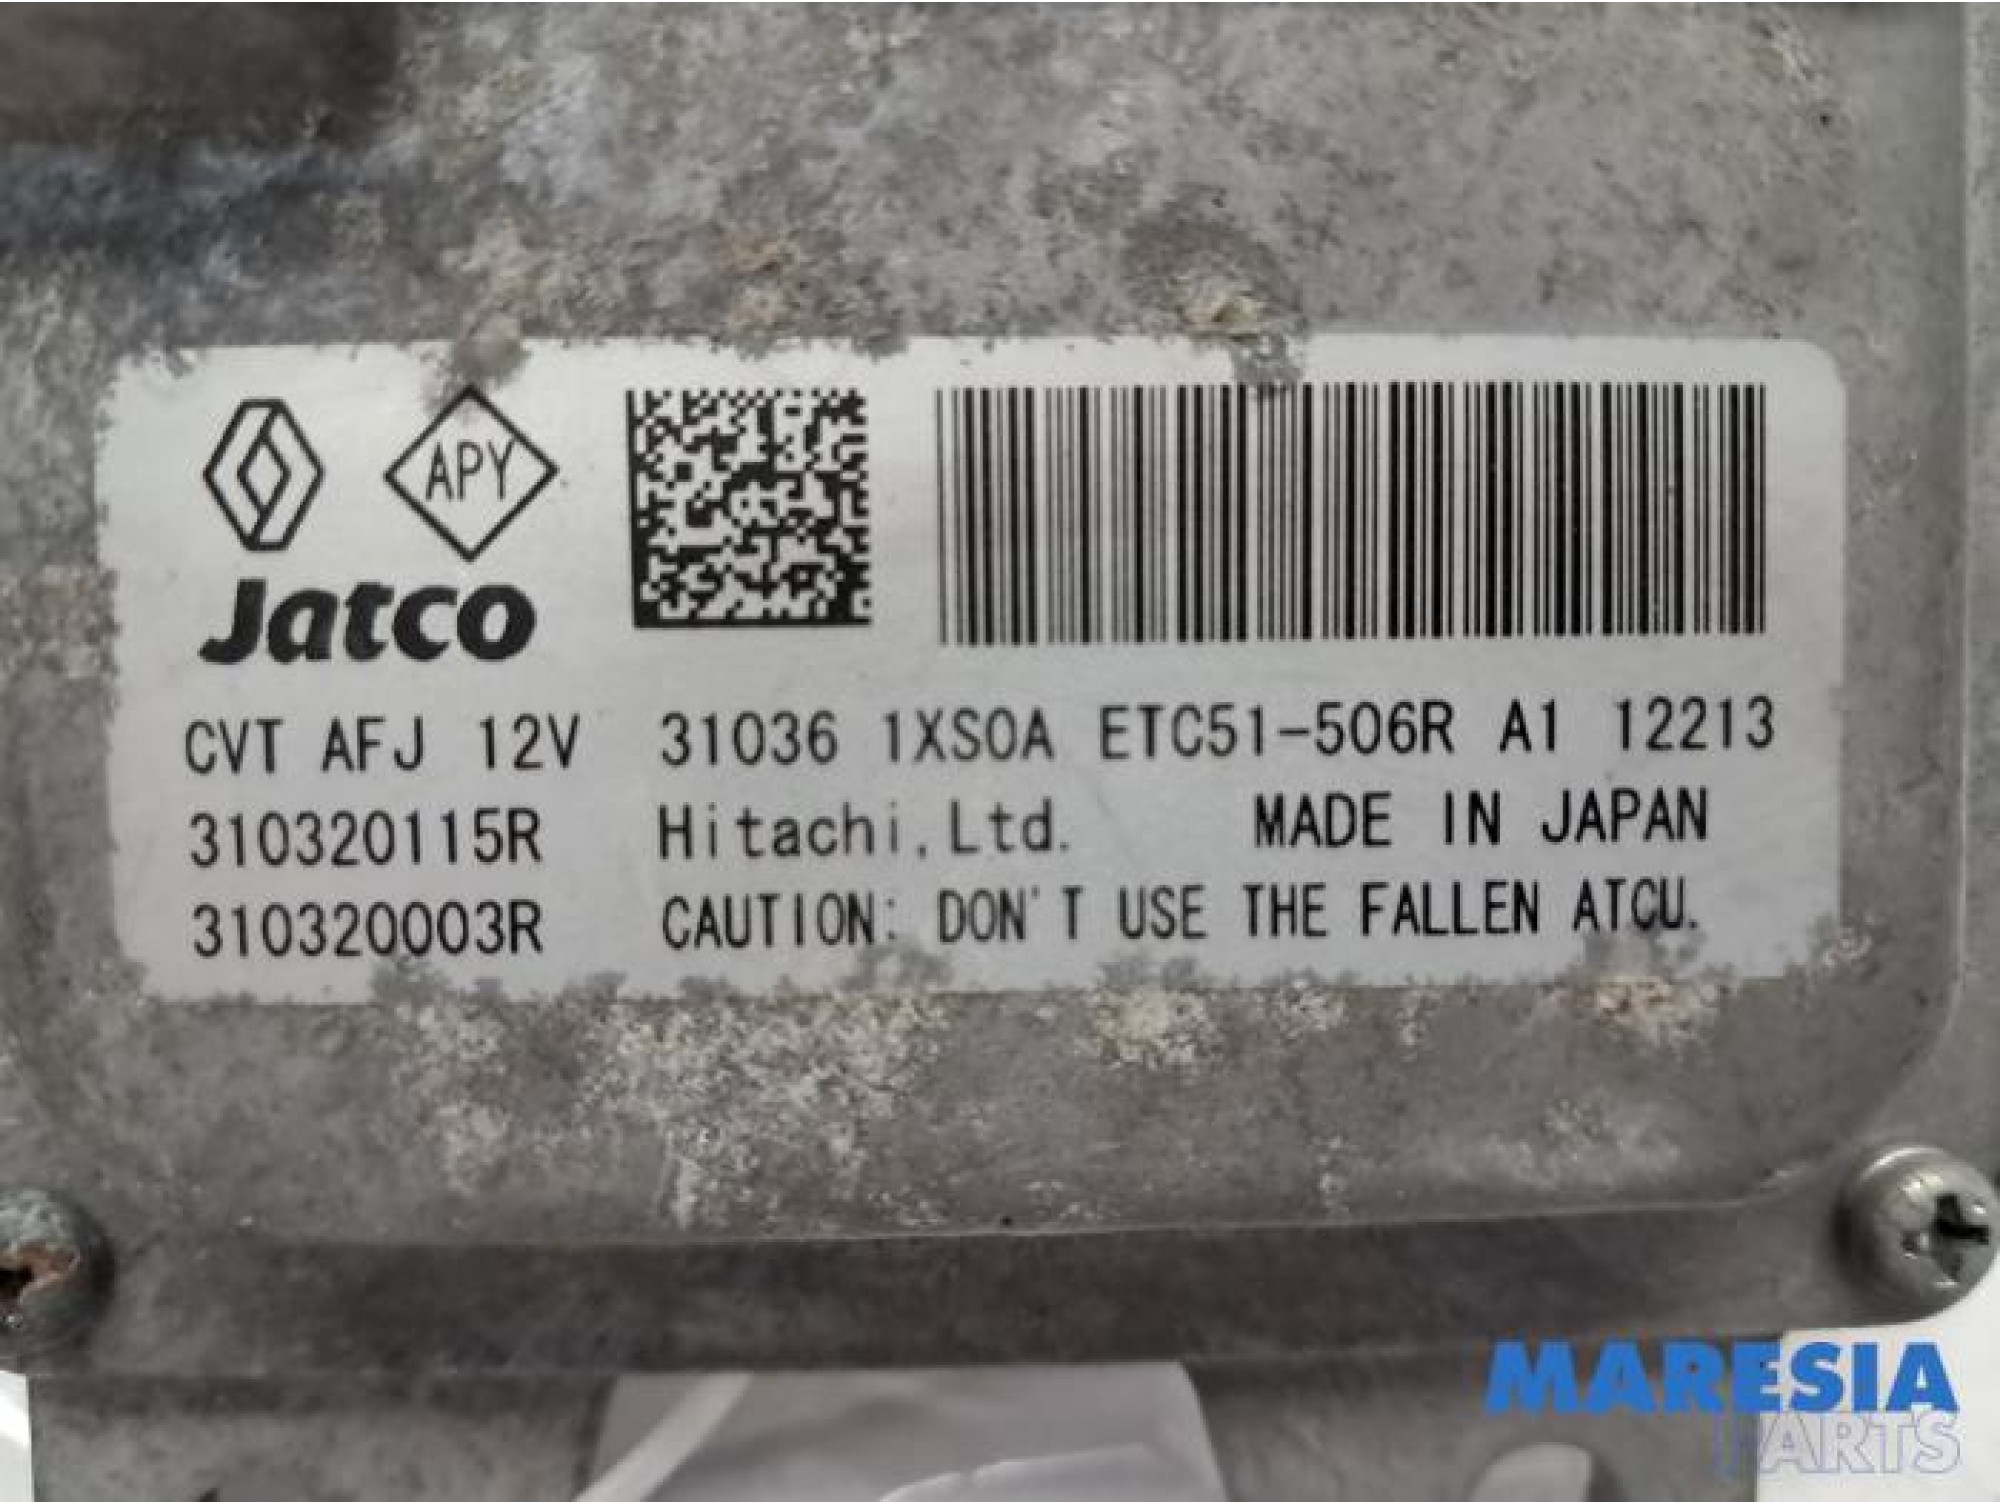 APY
Jatco
CVT AFJ 12V 31036 1XS0A ETC51-506R A1 12213
310320115R Hitachi,Ltd. MADE IN JAPAN
310320003R CAUTION: DON'T USE THE FALLEN ATCU.
MARESIA
PARTS